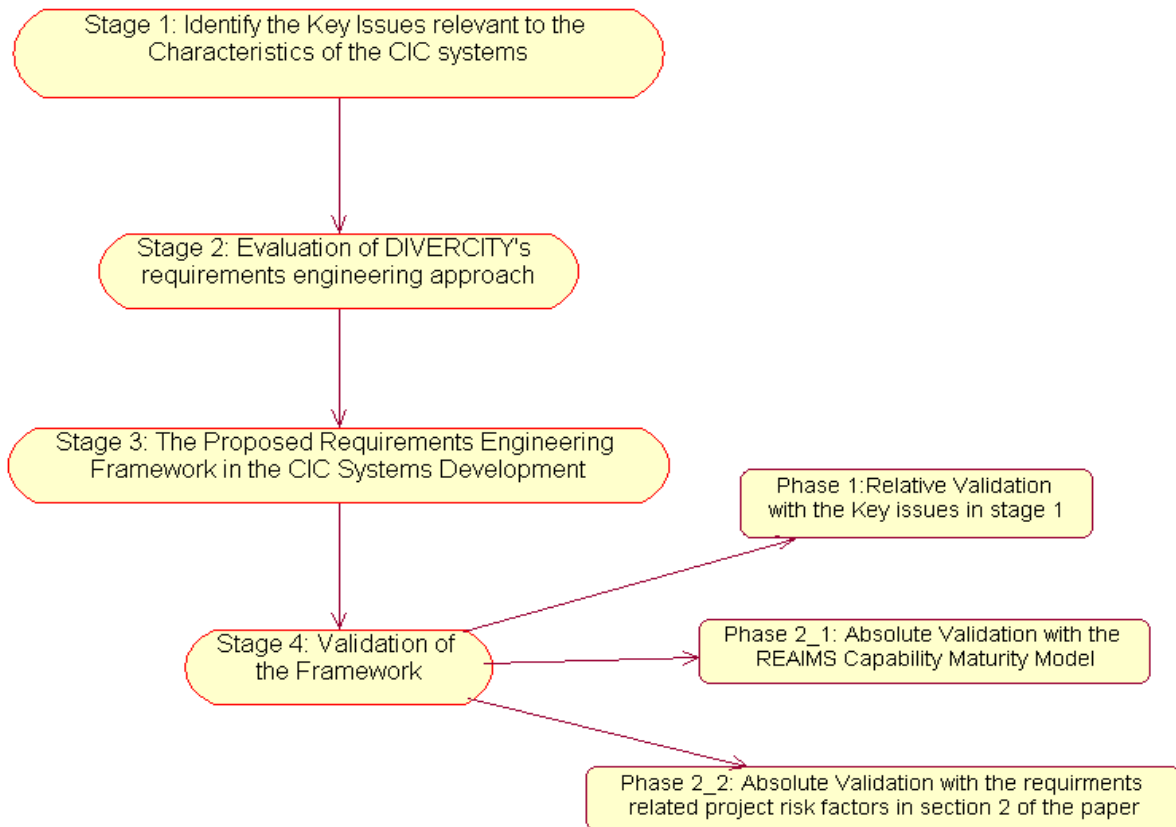 Stage 1: Identify the Key Issues relevant to the
Characteristics of the CIC systems
Stage 2: Evaluation of DIVERCITY's
requirements engineering approach
Stage 3: The Proposed Requirements Engineering
Framework in the CIC Systems Development
Phase 1:Relative Validation
with the Key issues in stage 1
Stage 4: Validation of
the Framework
Phase 2_1: Absolute Validation with the
REAIMS Capability Maturity Model
Phase 2_2: Absolute Validation with the requirments
related project risk factors in section 2 of the paper